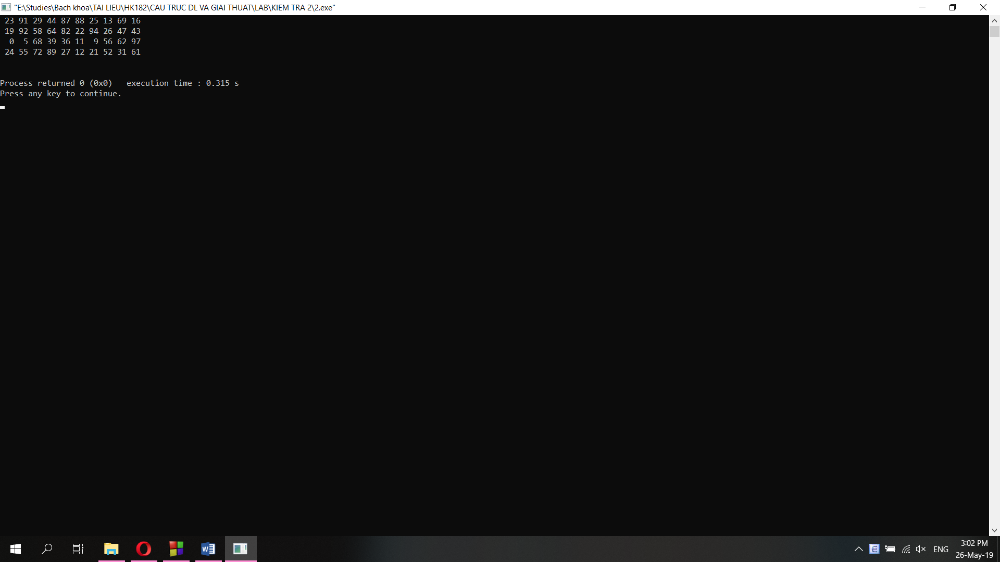 "E:\Studies\Bach khoa\TAI LIEU\HK182\CAU TRUC DL VA GIAI THUAT\LAB\KIEM TRA 2\2.exe"
23 91 29 44 87 88 25 13 69 16
19 92 58 64 82 22 94 26 47 43
0 5 68 39 36 11 9 56 62 97
24 55 72 89 27 12 21 52 31 61
Process returned 0 (0x0)   execution time : 0.315 s
Press any key to continue.
ENG
3:02 PM
26-May-19